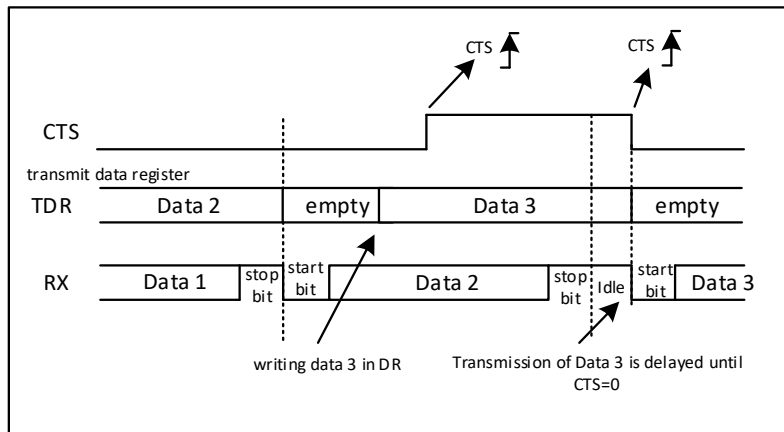 CTS
CTS
CTS
transmit data register
TDR
Data 2
empty
Data 3
empty
RX
Data 1
stop
bit
start
bit
Data 2
stop
bit
Idle
start
bit
Data 3
writing data 3 in DR
Transmission of Data 3 is delayed until
CTS=0